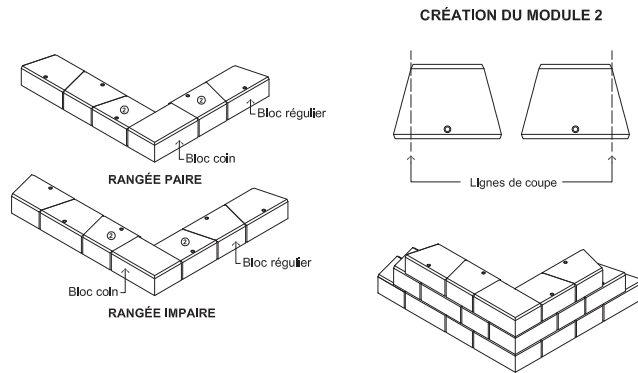 CRÉATION DU MODULE 2
2
2
Bloc régulier
Bloc coin
RANGÉE PAIRE
Lignes de coupe
2
2
Bloc régulier
Bloc coin
RANGÉE IMPAIRE